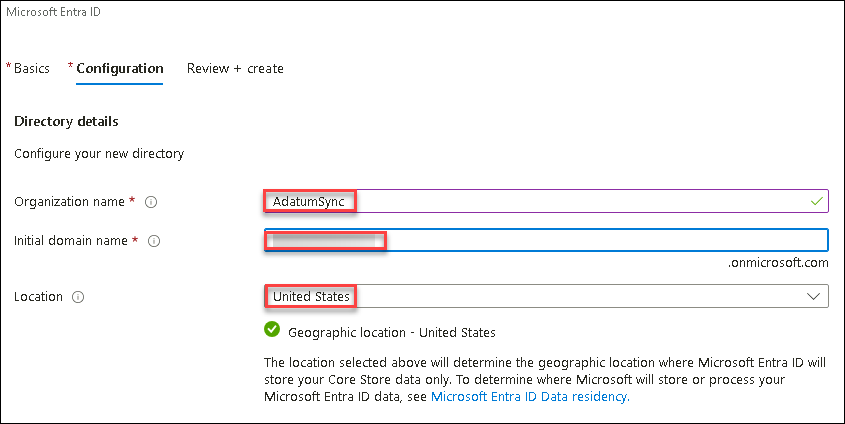 Microsoft Entra ID
* Basics * Configuration Review + create
Directory details
Configure your new directory
Organization name * AdatumSync
Initial domain name *
.onmicrosoft.com
Location United States
Geographic location - United States
The location selected above will determine the geographic location where Microsoft Entra ID will
store your Core Store data only. To determine where Microsoft will store or process your
Microsoft Entra ID data, see Microsoft Entra ID Data residency.